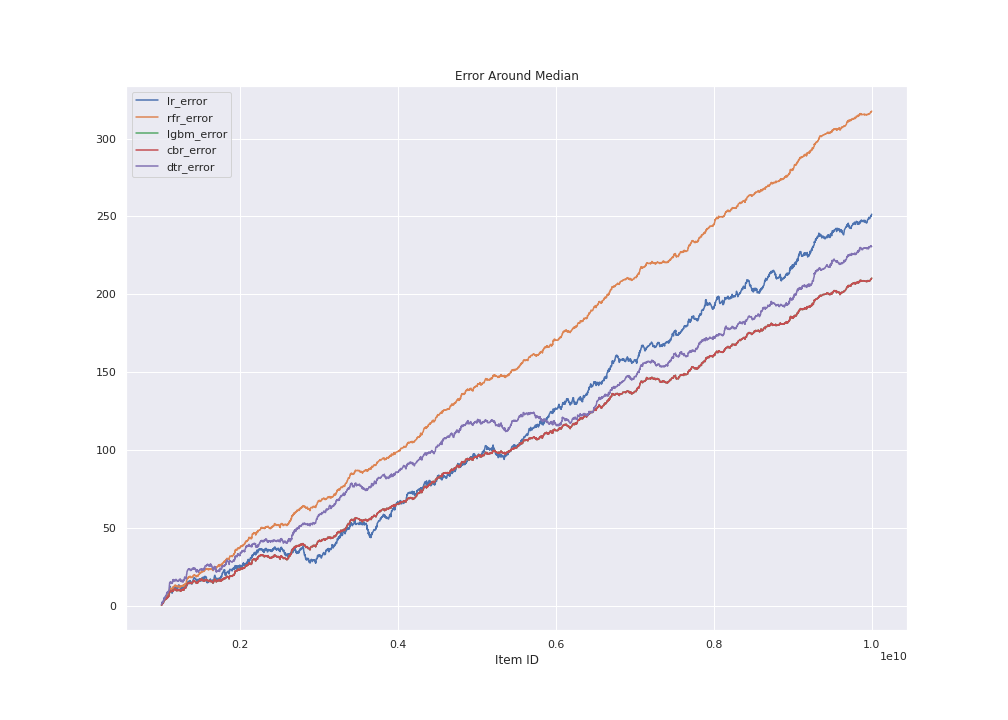 Error Around Median
lr_error
rfr_error
lgbm_error
cbr_error
dtr_error
300
250
200
150
100
50
0
0.2 0.4 0.6 0.8 1.0
1e10
Item ID